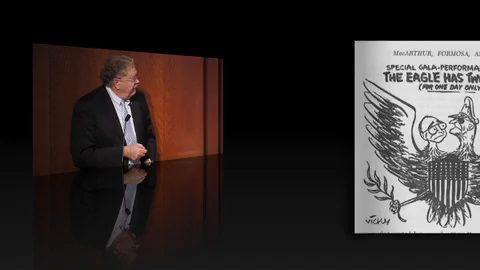 MACARTHUR, FORMOSA, A
SPECIAL GALA-PERFORMA
THE EAGLE HAS TW
(FOR ONE DAY ONLY
VICKY